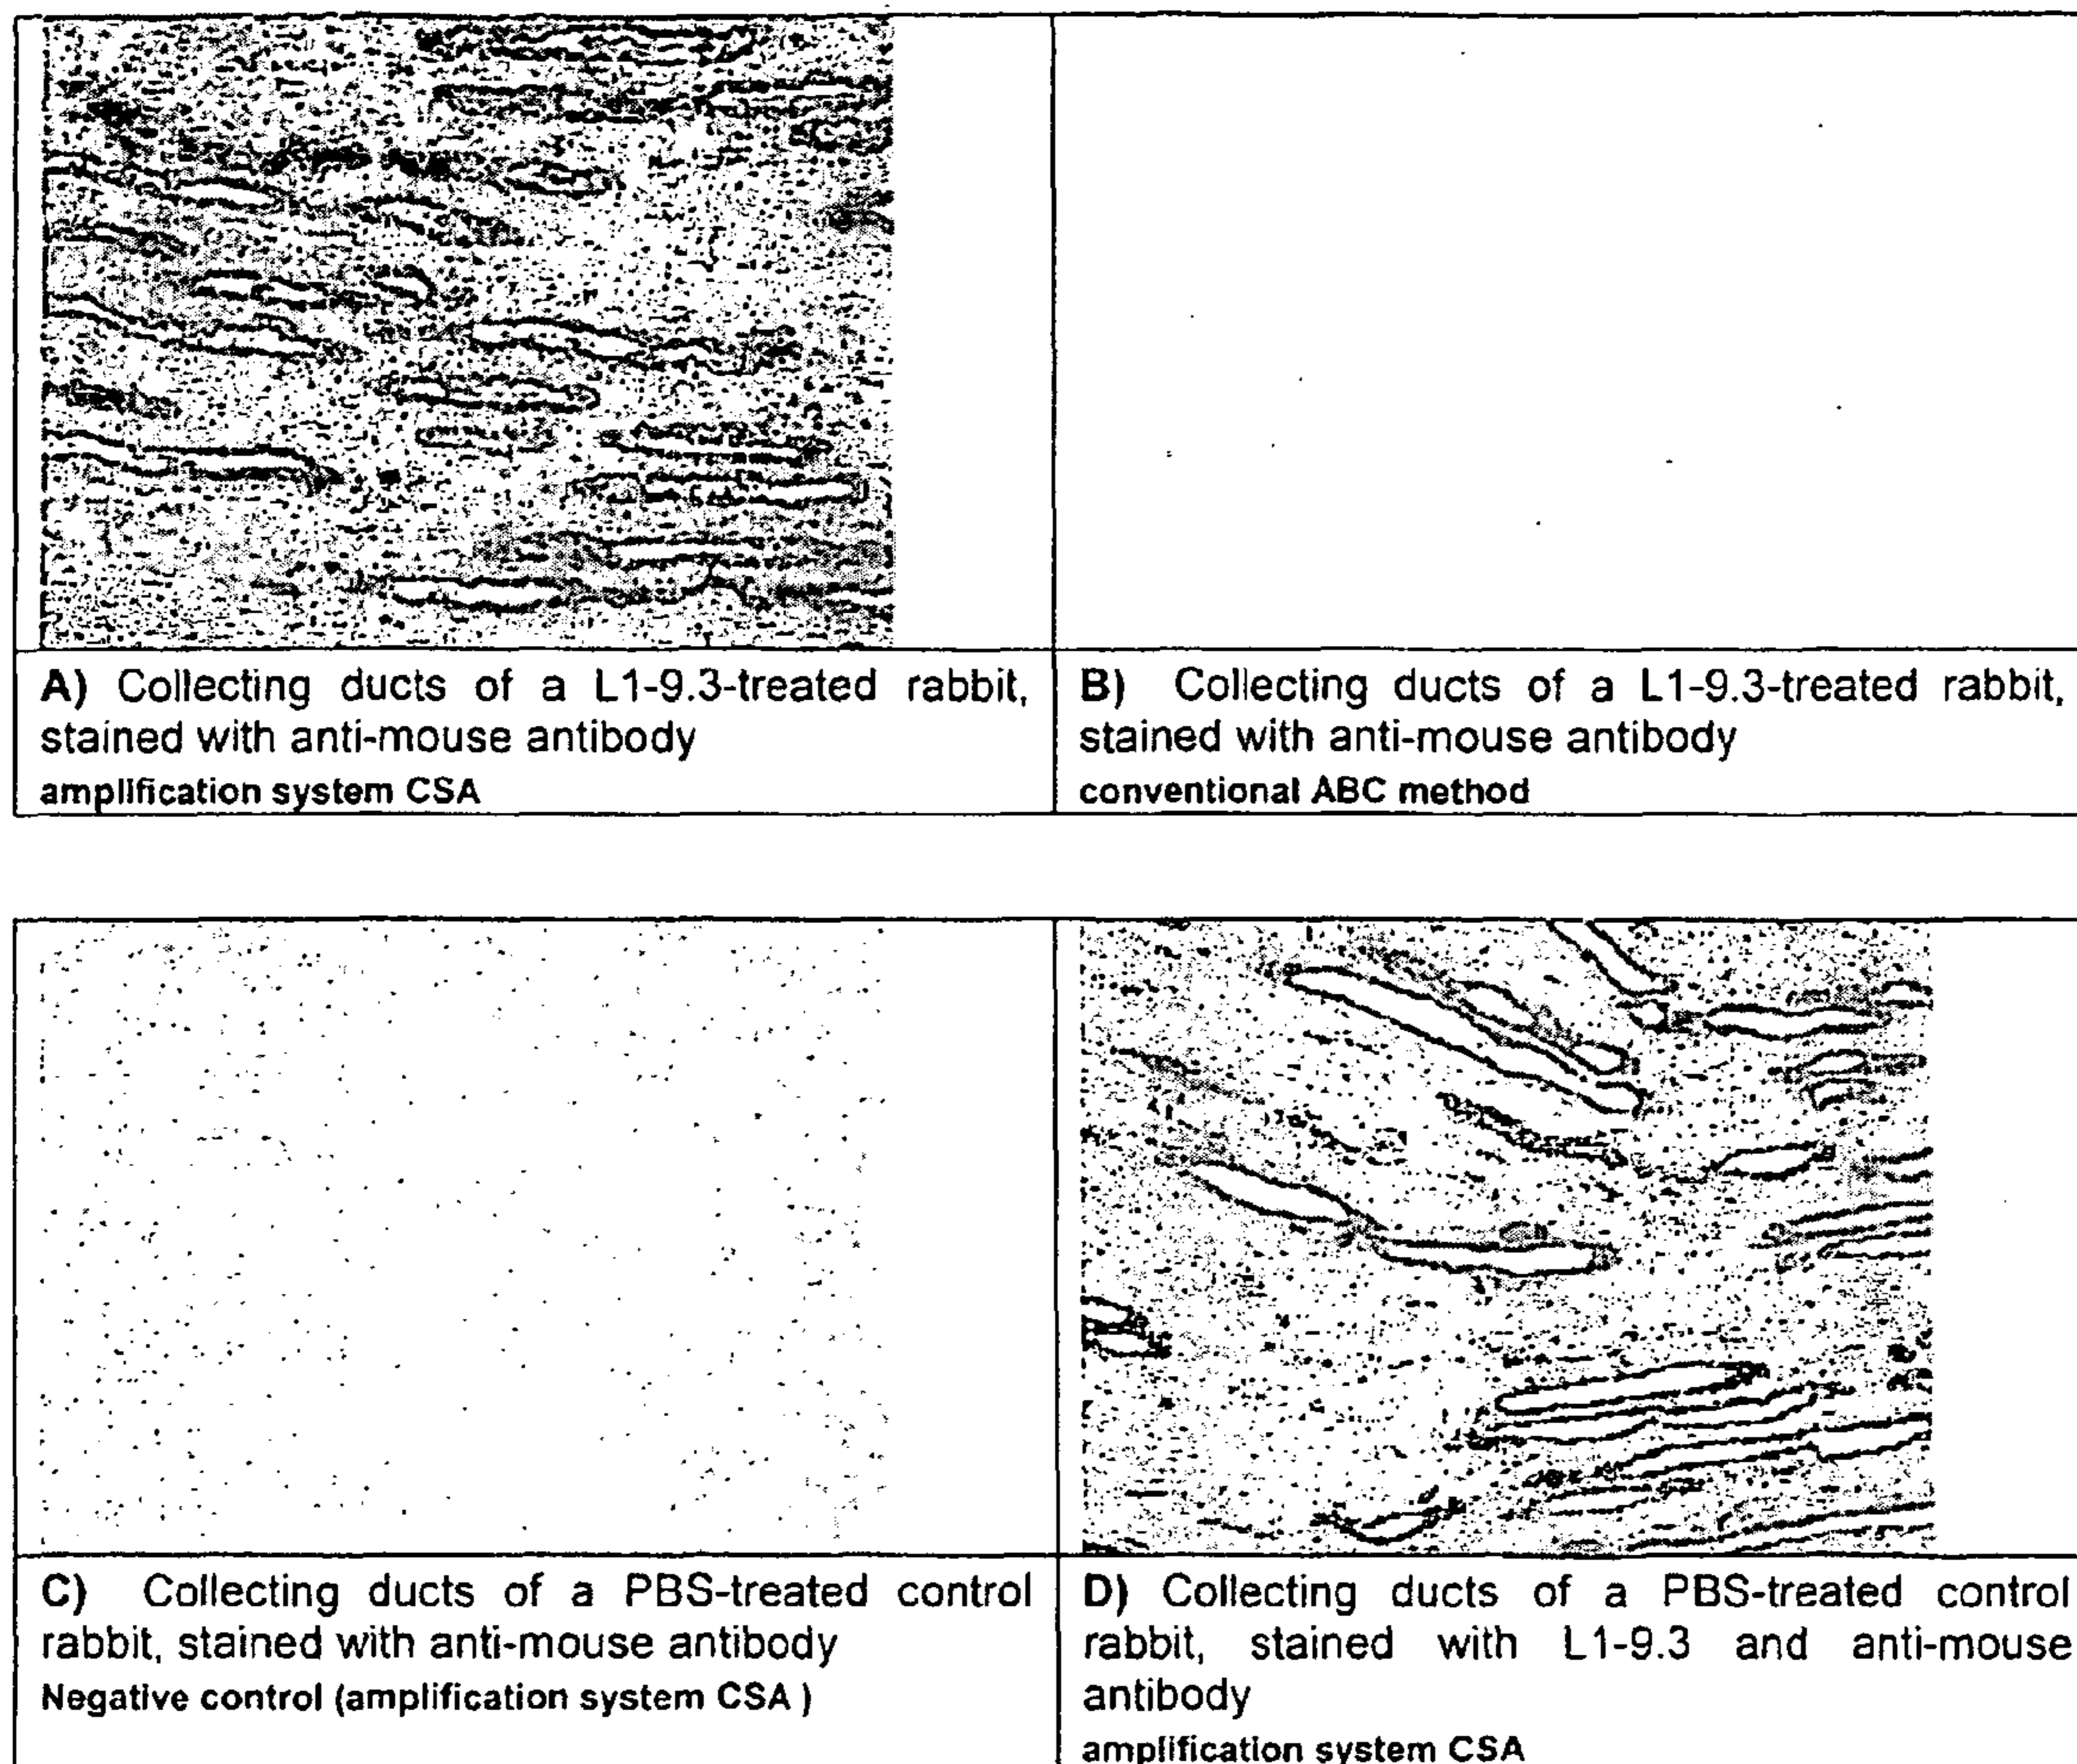 A) Collecting ducts of a L1-9.3-treated rabbit,
stained with anti-mouse antibody
amplification system CSA
B) Collecting ducts of a L1-9.3-treated rabbit,
stained with anti-mouse antibody
conventional ABC method
C) Collecting ducts of a PBS-treated control
rabbit, stained with anti-mouse antibody
Negative control (amplification system CSA )
D) Collecting ducts of a PBS-treated control
rabbit, stained with L1-9.3 and anti-mouse
antibody
amplification system CSA